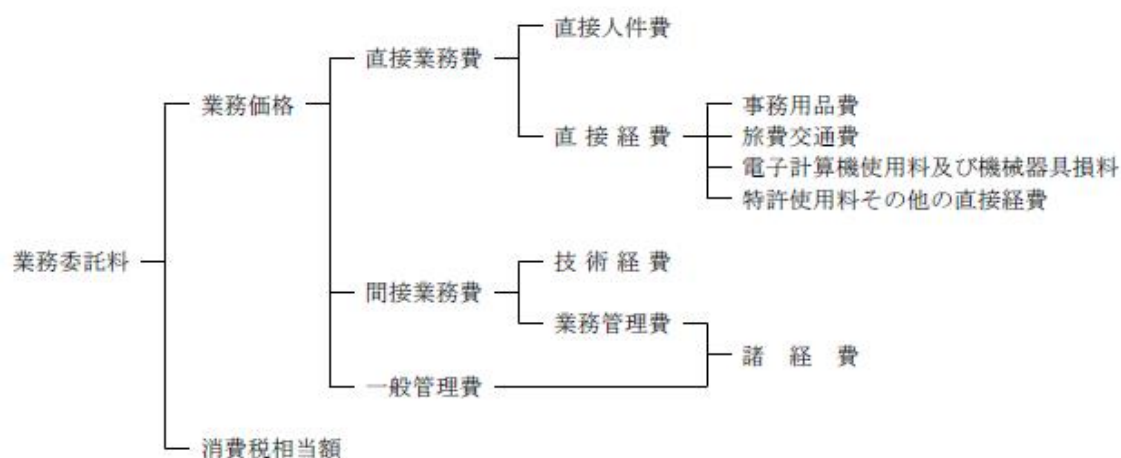 直接人件費
直接業務費
事務用品費
業務価格
直接経費
旅費交通費
電子計算機使用料及び機械器具損料
特許使用料その他の直接経費
業務委託料
技術経費
間接業務費
業務管理費
諸経費
一般管理費
消費税相当額